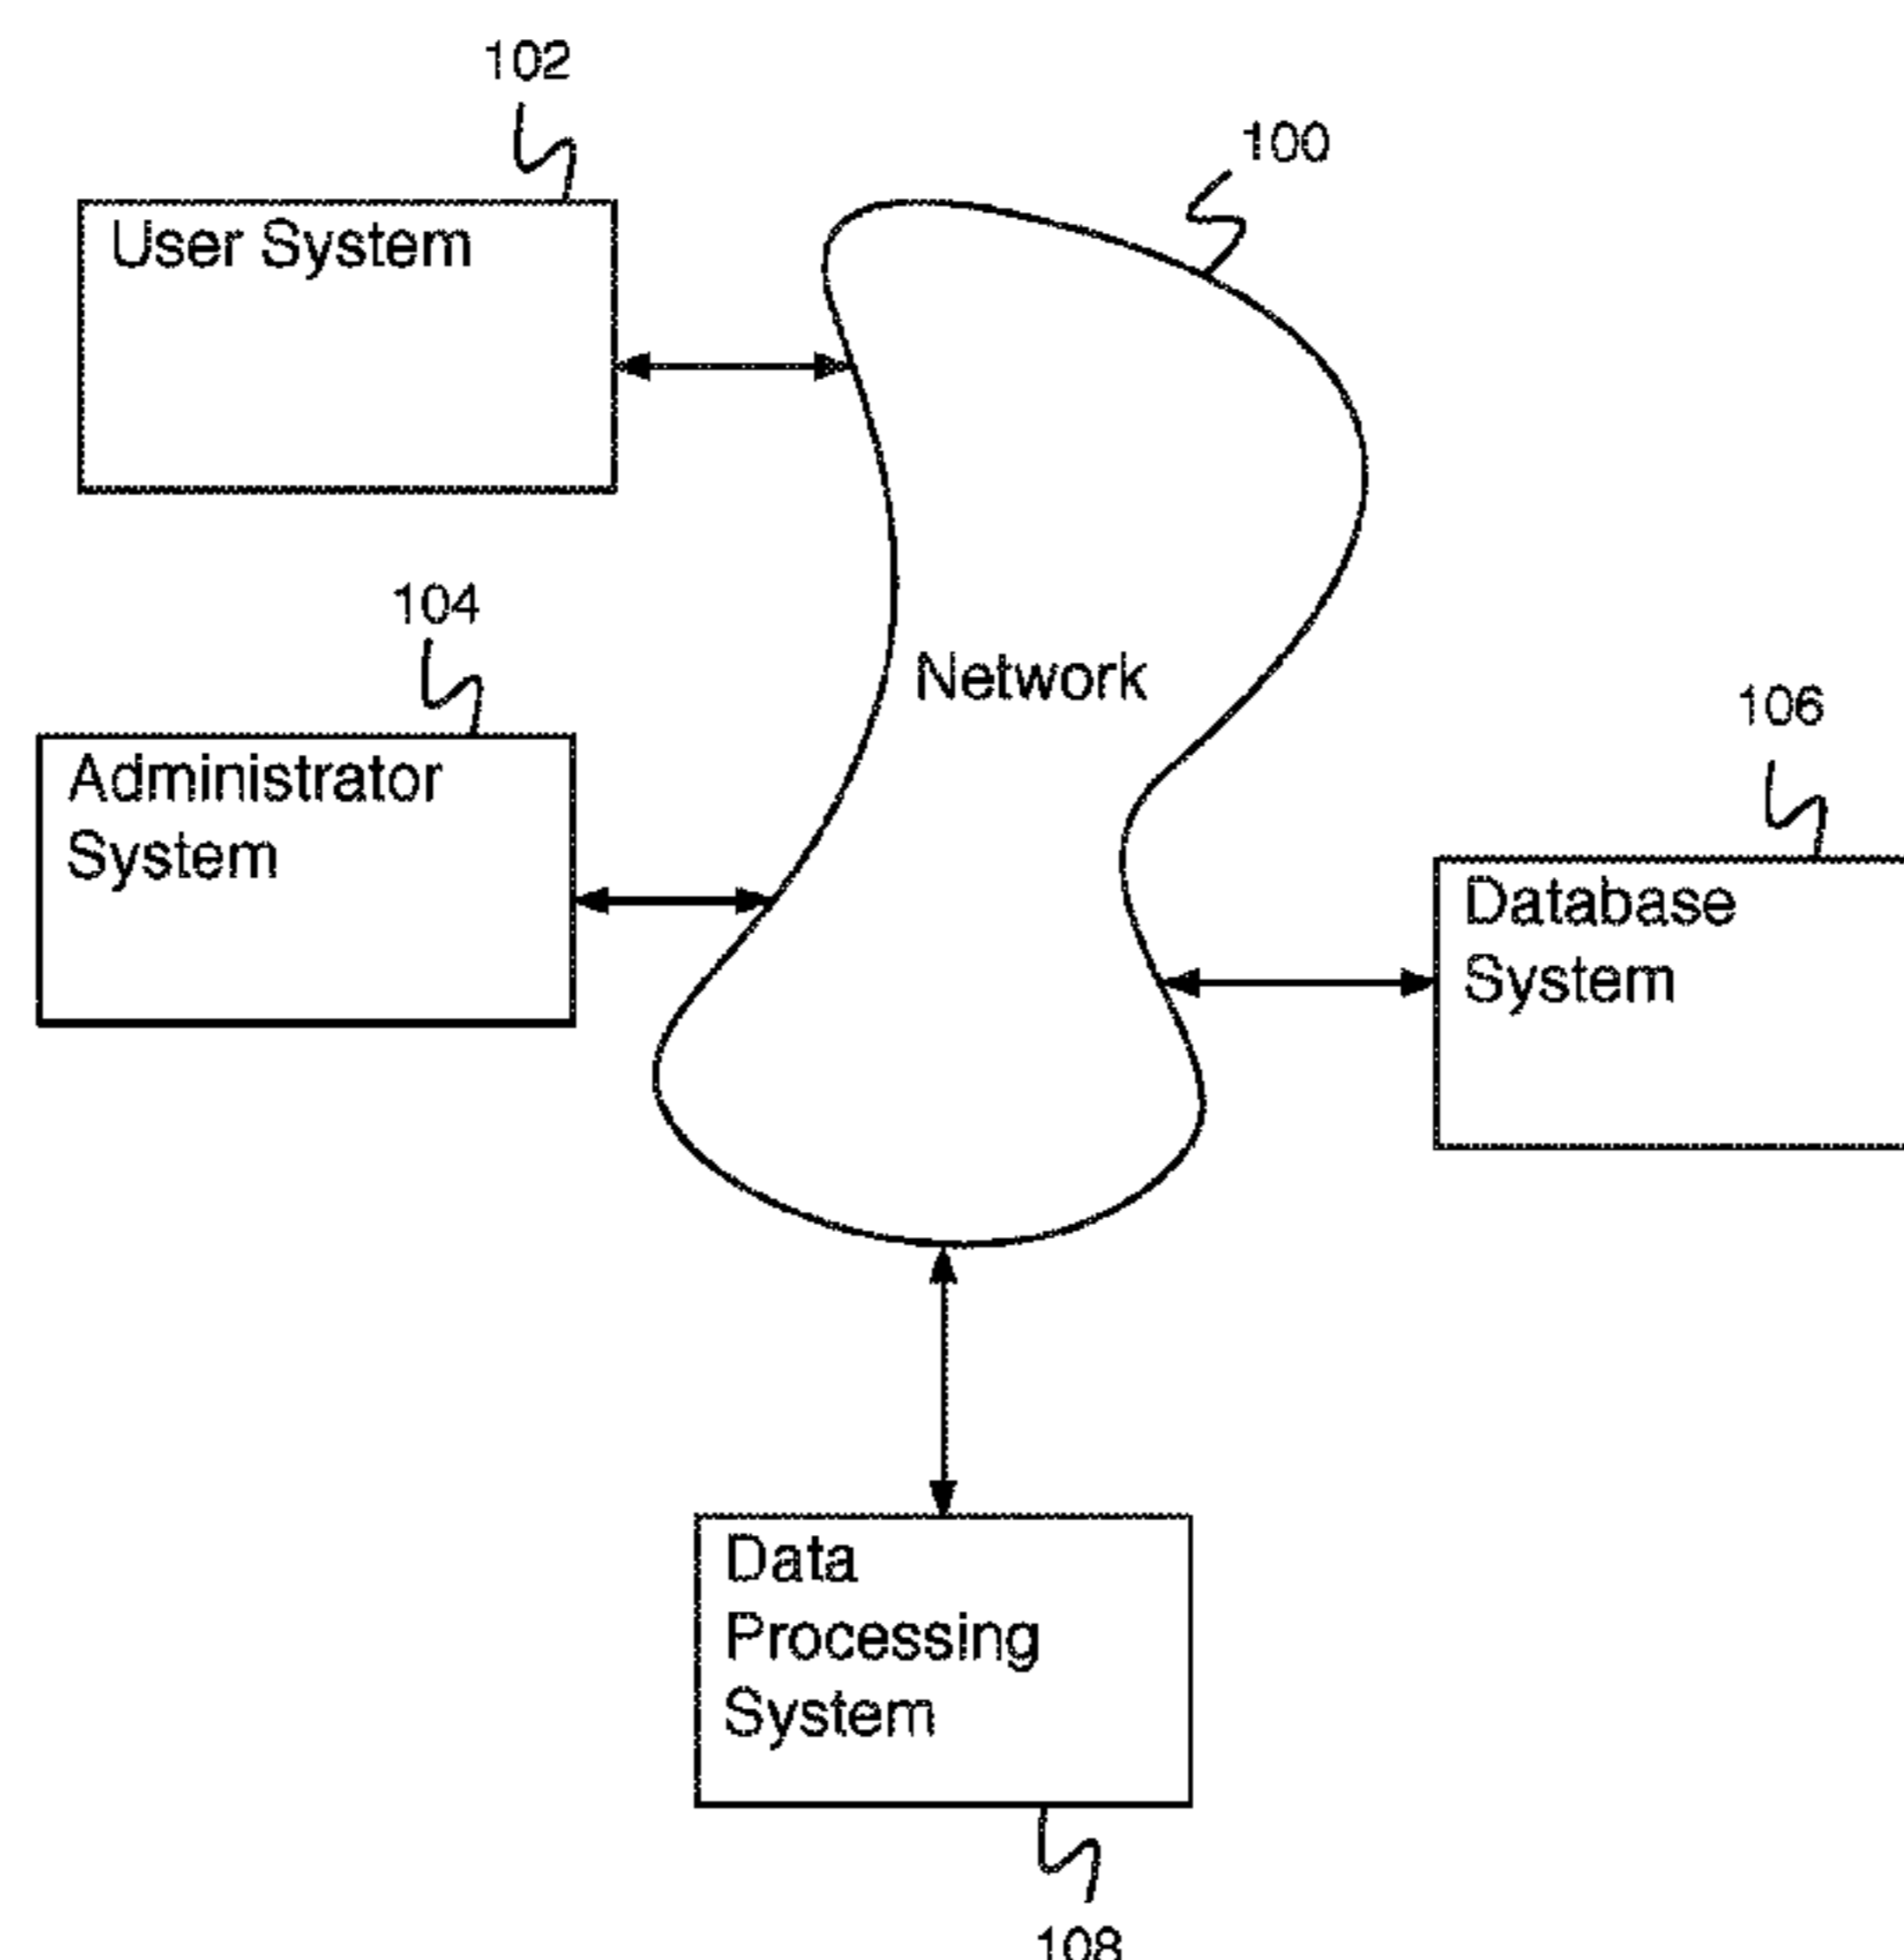 102
100
User System
Network
104
Administrator
System
106
Database
System
Data
Processing
System
108